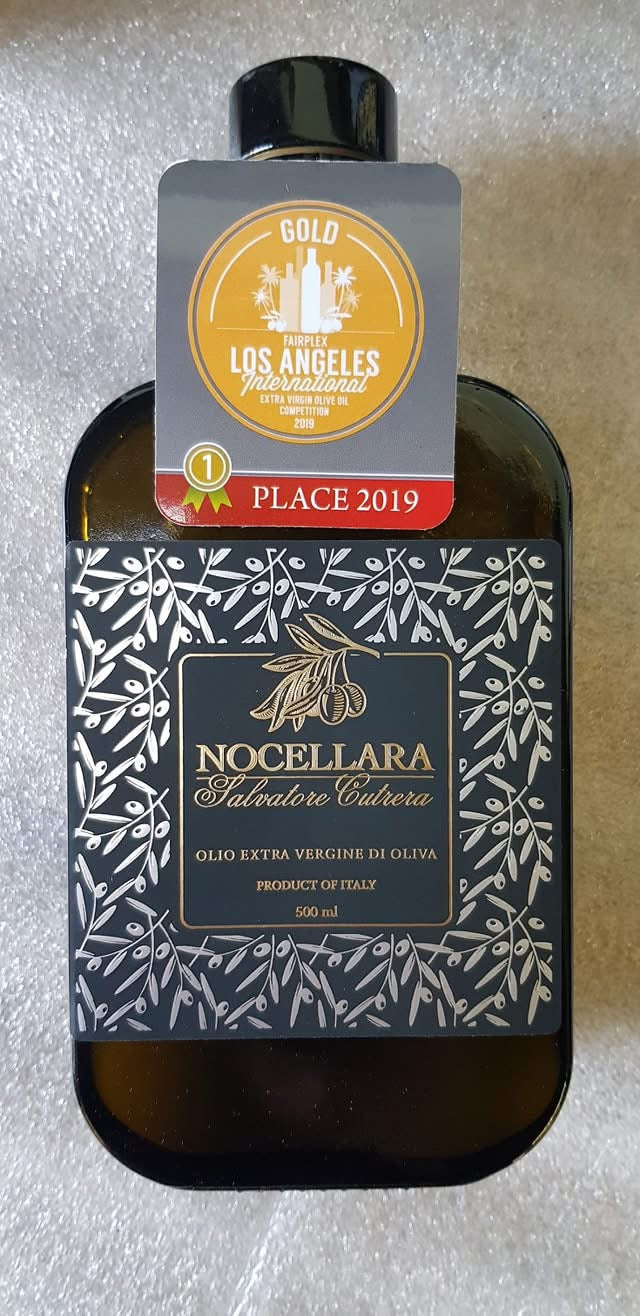 GOLD
FAIRPLEX
LOS ANGELES
International
EXTRA VIRGIN OLIVE OIL
COMPETITION
2019
1
PLACE 2019
NOCELLARA
Salvatore Cutrera
OLIO EXTRA VERGINE DI OLIVA
PRODUCT OF ITALY
500 ml